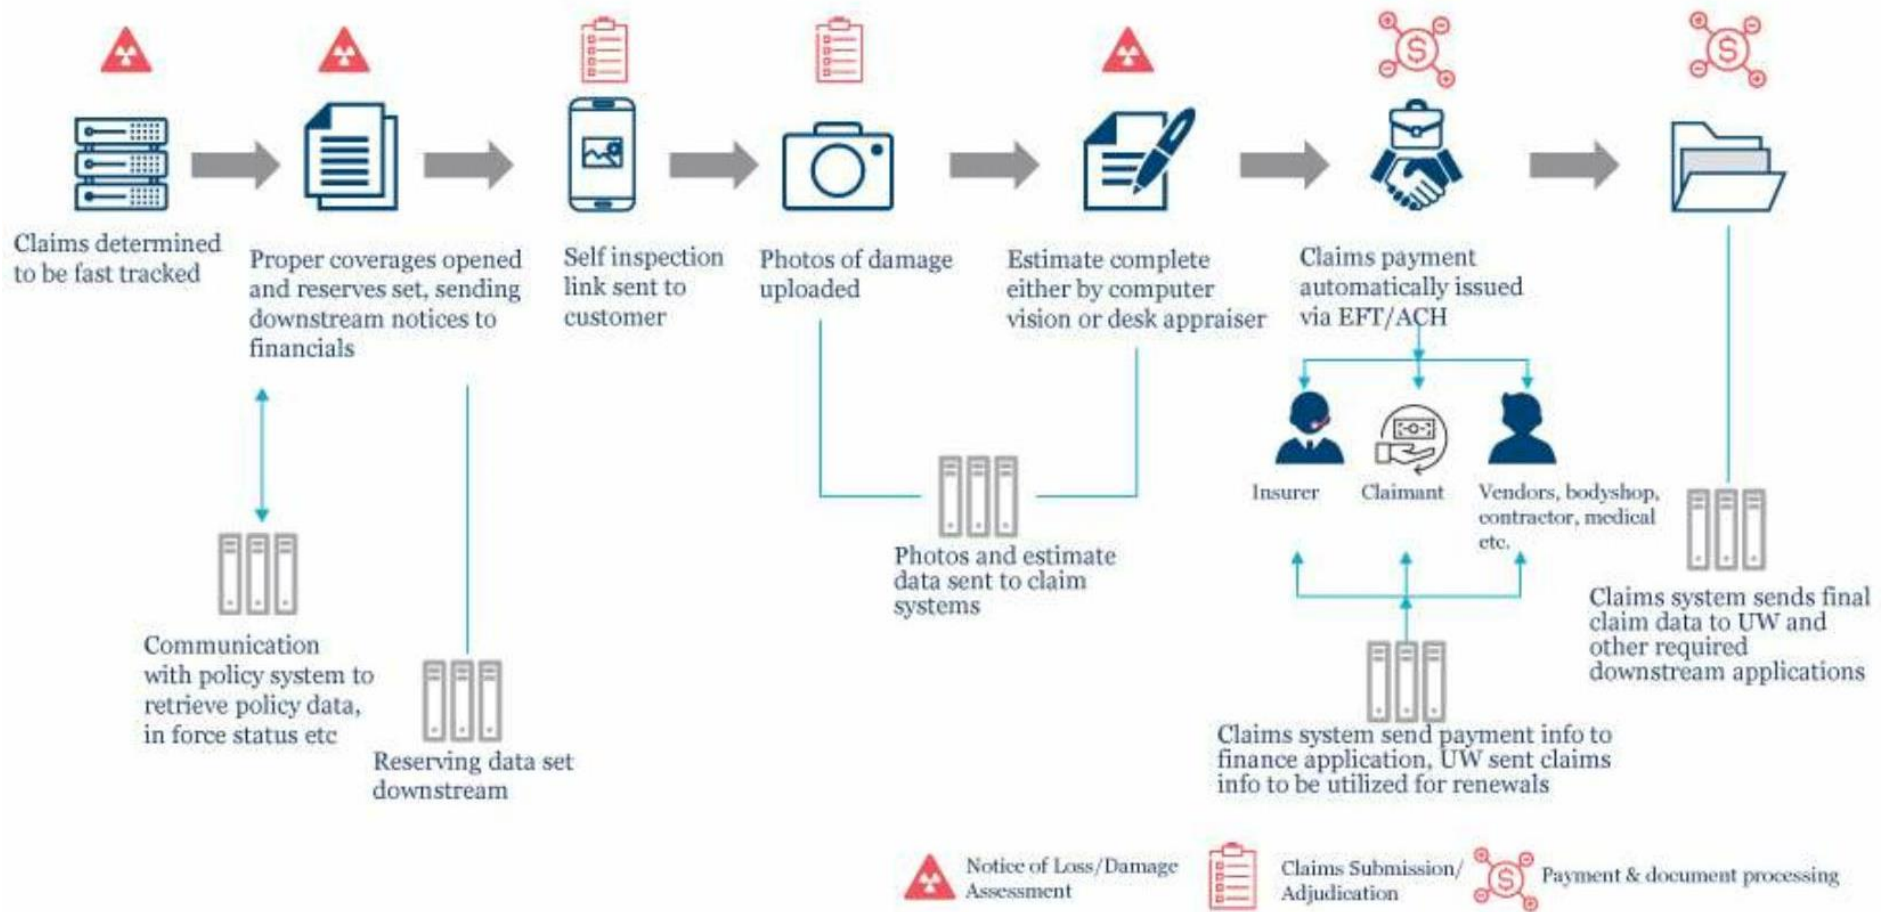 Claims determined
to be fast tracked
Proper coverages opened
and reserves set, sending
downstream notices to
financials
Self inspection
link sent to
customer
Photos of damage
uploaded
Estimate complete
either by computer
vision or desk appraiser
Claims payment
automatically issued
via EFT/ACH
Insurer
Claimant
Vendors, bodyshop,
contractor, medical
etc.
Communication
with policy system to
retrieve policy data,
in force status etc
Reserving data set
downstream
Photos and estimate
data sent to claim
systems
Claims system send payment info to
finance application, UW sent claims
info to be utilized for renewals
Claims system sends final
claim data to UW and
other required
downstream applications
Notice of Loss/Damage
Assessment
Claims Submission/
Adjudication
Payment & document processing